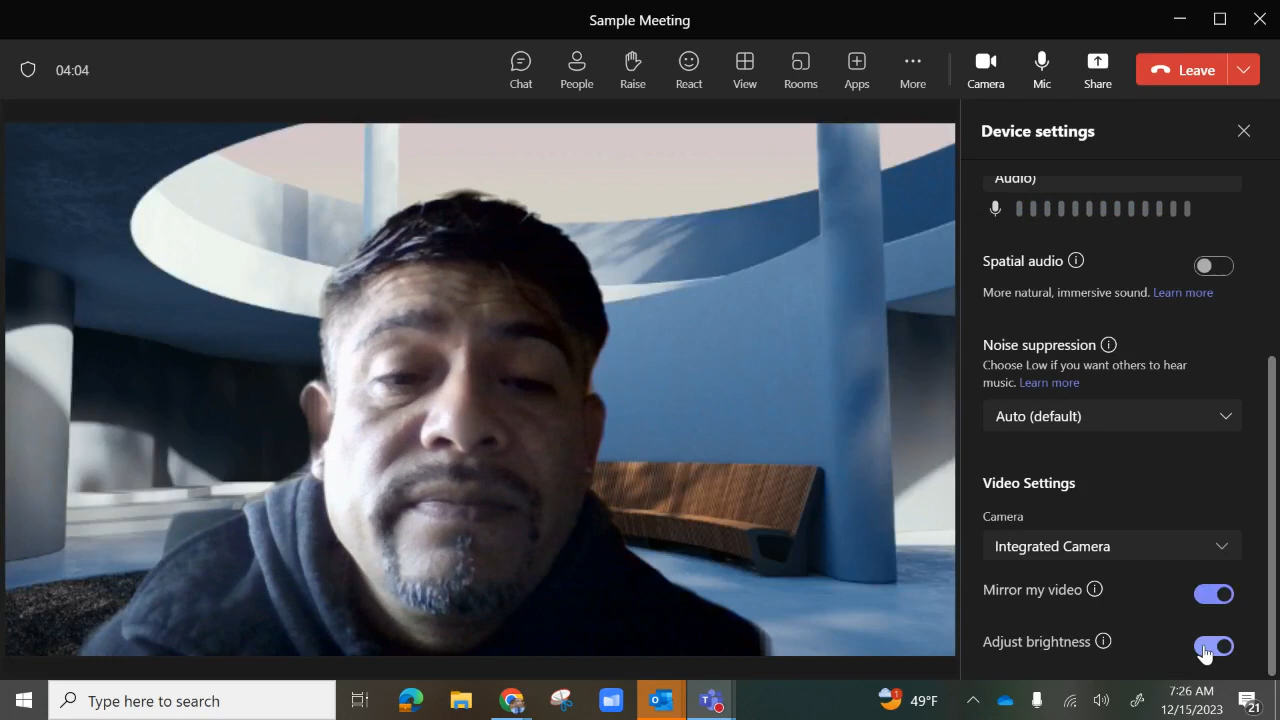 Sample Meeting
04:04
Chat
People
Raise
React
View
Rooms
Apps
More
Camera
Mic
Share
Leave
Device settings
Audio)
Spatial audio
More natural, immersive sound. Learn more
Noise suppression
Choose Low if you want others to hear
music. Learn more
Auto (default)
Video Settings
Camera
Integrated Camera
Mirror my video
Adjust brightness
Type here to search
1
49°F
7:26 AM
12/15/2023
21